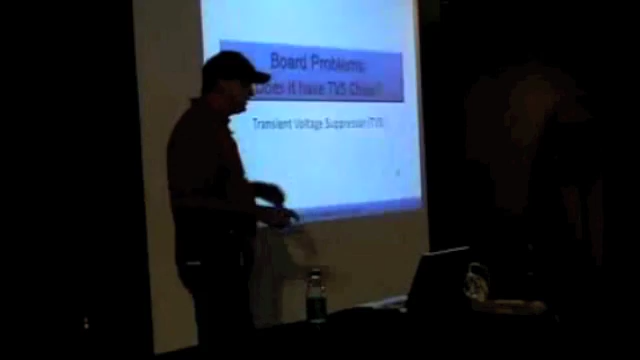 Board Problems:
Does it have TVS Chips?
Transient Voltage Suppressor (TVS)